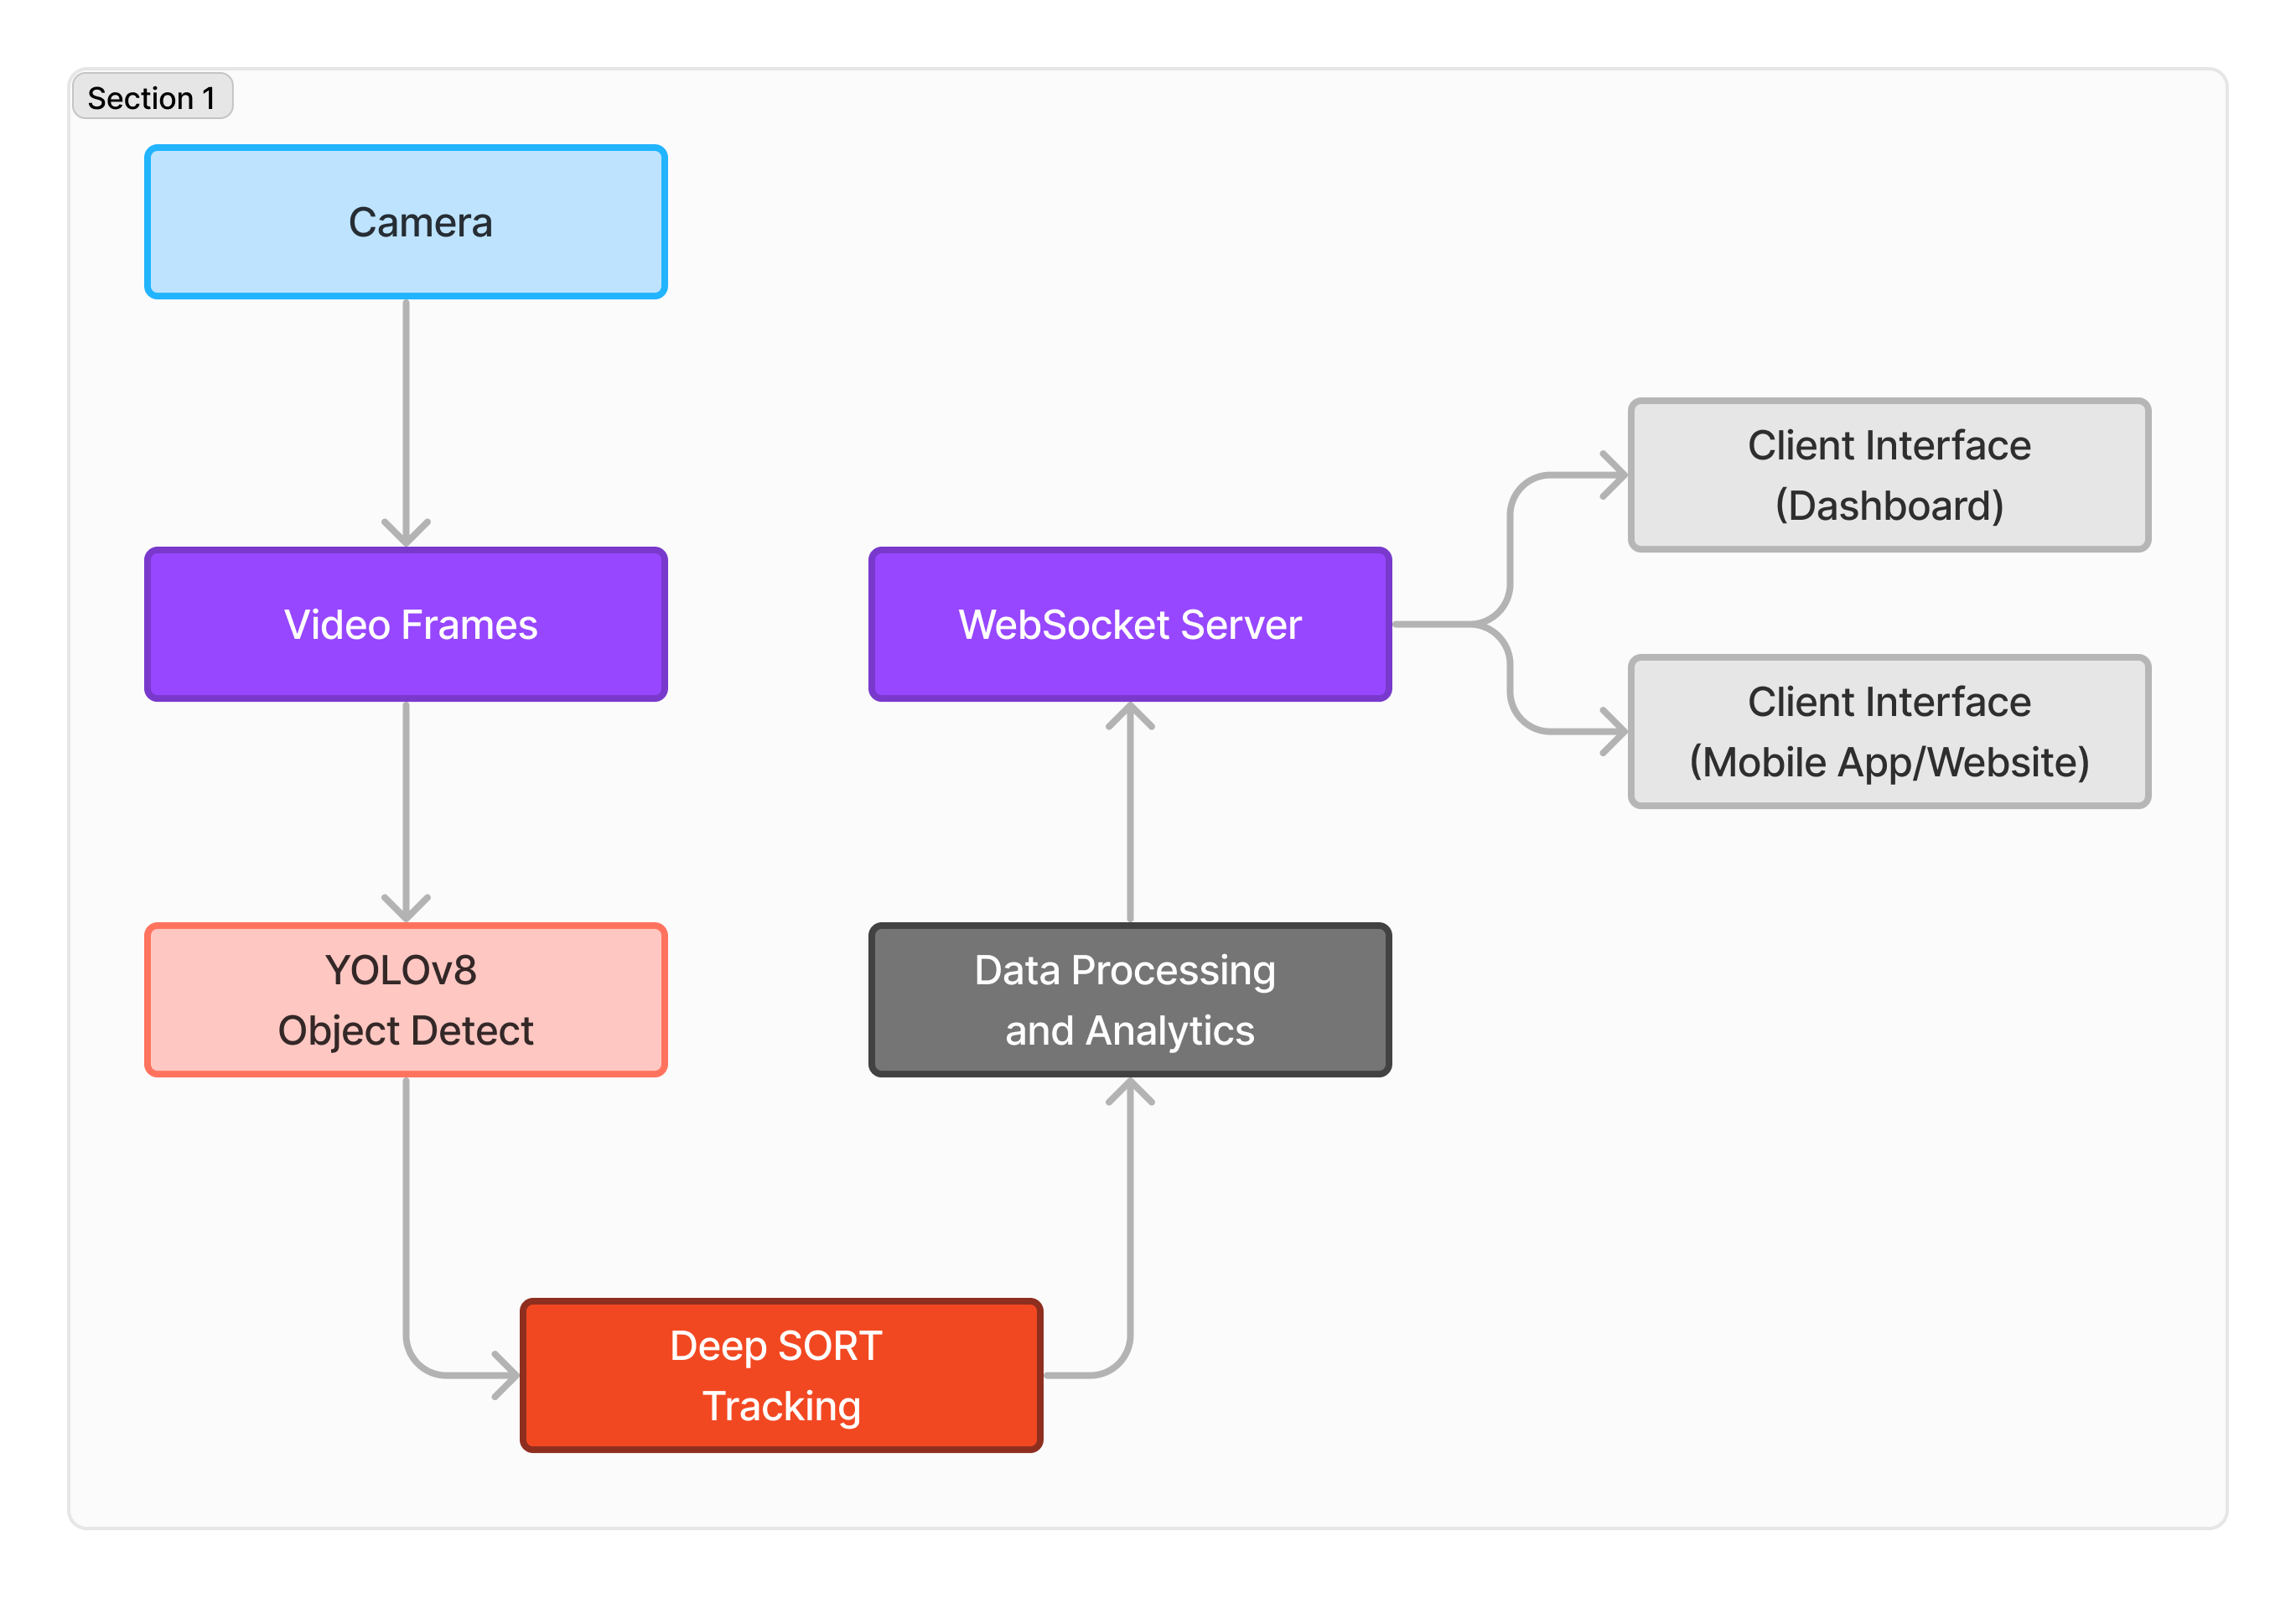 Section 1
Camera
Video Frames
YOLOv8
Object Detect
Deep SORT
Tracking
Data Processing
and Analytics
WebSocket Server
Client Interface
(Dashboard)
Client Interface
(Mobile App/Website)